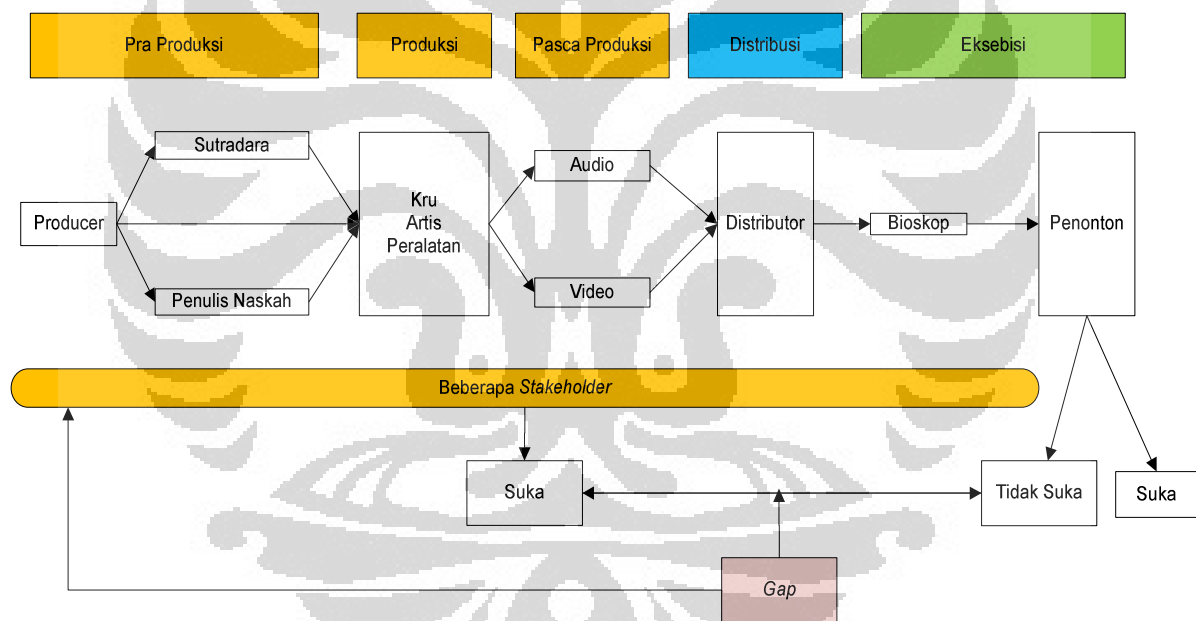 Pra Produksi
Produksi
Pasca Produksi
Distribusi
Eksebisi
Sutradara
Audio
Kru
Artis
Peralatan
Producer
Distributor
Bioskop
Penonton
Penulis Naskah
Video
Beberapa Stakeholder
Suka
Tidak Suka
Suka
Gap